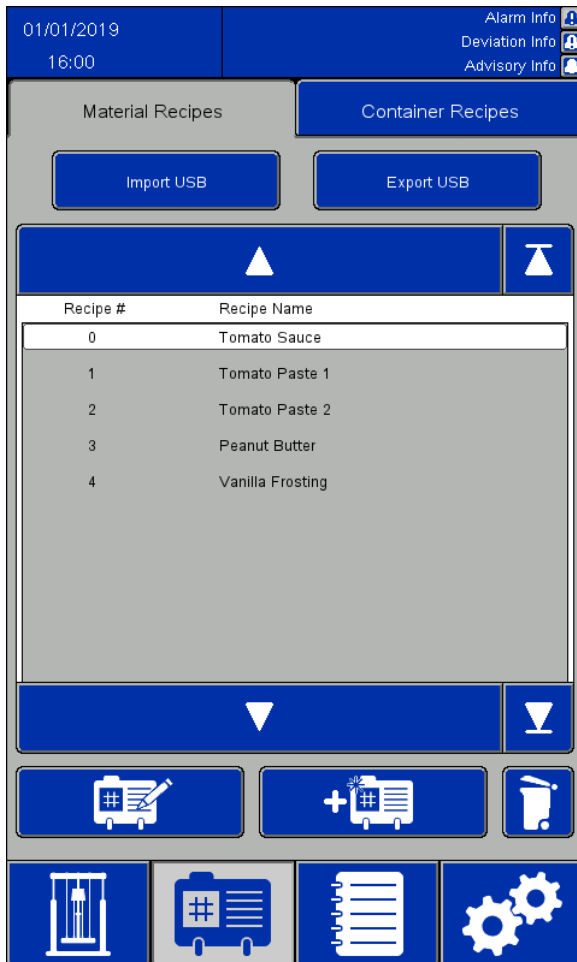 01/01/2019
16:00
Alarm Info
Deviation Info
Advisory Info
Material Recipes
Container Recipes
Import USB
Export USB
Recipe # Recipe Name
0 Tomato Sauce
1 Tomato Paste 1
2 Tomato Paste 2
3 Peanut Butter
4 Vanilla Frosting
#
#
#